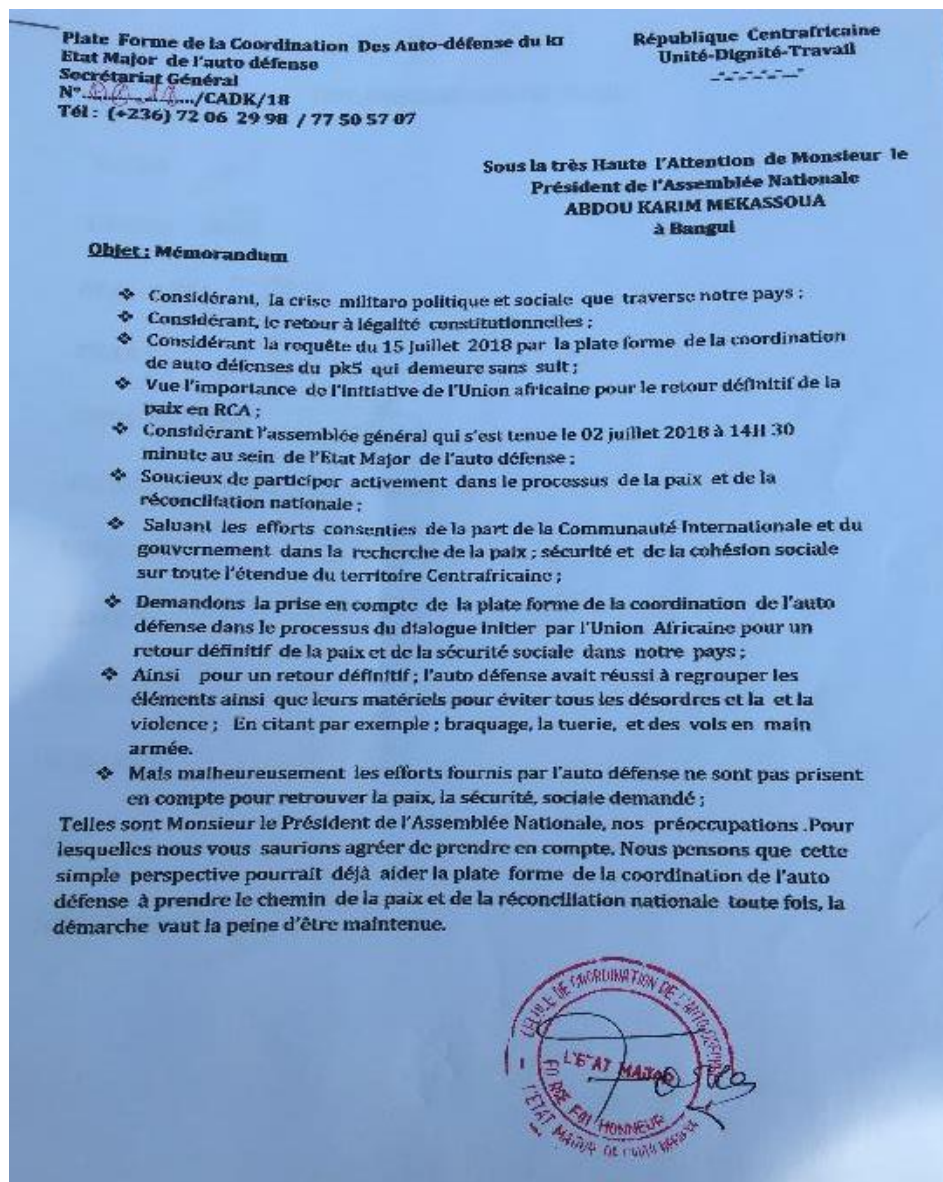 Plate Forme de la Coordination Des Auto-défense du
Etat Major de l'auto défense
Secrétariat Général
N°........../CADK/18
Tél : (+236) 72 06 29 98 / 77 50 57 07
République Centrafricaine
Unité-Dignité-Travail
-.-.-.-.-.-
Sous la très Haute l'Attention de Monsieur le
Président de l'Assemblée Nationale
ABDOU KARIM MEKASSOUA
à Bangui
Objet : Mémorandum
❖ Considérant, la crise militaro politique et sociale que traverse notre pays ;
❖ Considérant, le retour à légalité constitutionnelles ;
❖ Considérant la requête du 15 juillet 2018 par la plate forme de la coordination
de auto défenses du pk5 qui demeure sans suit ;
❖ Vue l'importance de l'initiative de l'Union africaine pour le retour définitif de la
paix en RCA ;
❖ Considérant l'assemblée général qui s'est tenue le 02 juillet 2018 à 14H 30
minute au sein de l'Etat Major de l'auto défense ;
❖ Soucieux de participer activement dans le processus de la paix et de la
réconciliation nationale ;
❖ Saluant les efforts consenties de la part de la Communauté Internationale et du
gouvernement dans la recherche de la paix ; sécurité et de la cohésion sociale
sur toute l'étendue du territoire Centrafricaine ;
❖ Demandons la prise en compte de la plate forme de la coordination de l'auto
défense dans le processus du dialogue initier par l'Union Africaine pour un
retour définitif de la paix et de la sécurité sociale dans notre pays ;
❖ Ainsi pour un retour définitif ; l'auto défense avait réussi à regrouper les
éléments ainsi que leurs matériels pour éviter tous les désordres et la et la
violence ; En citant par exemple ; braquage, la tuerie, et des vols en main
armée.
❖ Mais malheureusement les efforts fournis par l'auto défense ne sont pas prisent
en compte pour retrouver la paix, la sécurité, sociale demandé ;
Telles sont Monsieur le Président de l'Assemblée Nationale, nos préoccupations .Pour
lesquelles nous vous saurions agréer de prendre en compte. Nous pensons que cette
simple perspective pourrait déjà aider la plate forme de la coordination de l'auto
défense à prendre le chemin de la paix et de la réconciliation nationale toute fois, la
démarche vaut la peine d'être maintenue.
CELLULE DE COORDINATION DE L'AUTO DEFENSE
L'ETAT MAJOR
FORCE FOI HONNEUR
L'ETAT MAJOR DE L'AUTO DEFENSE